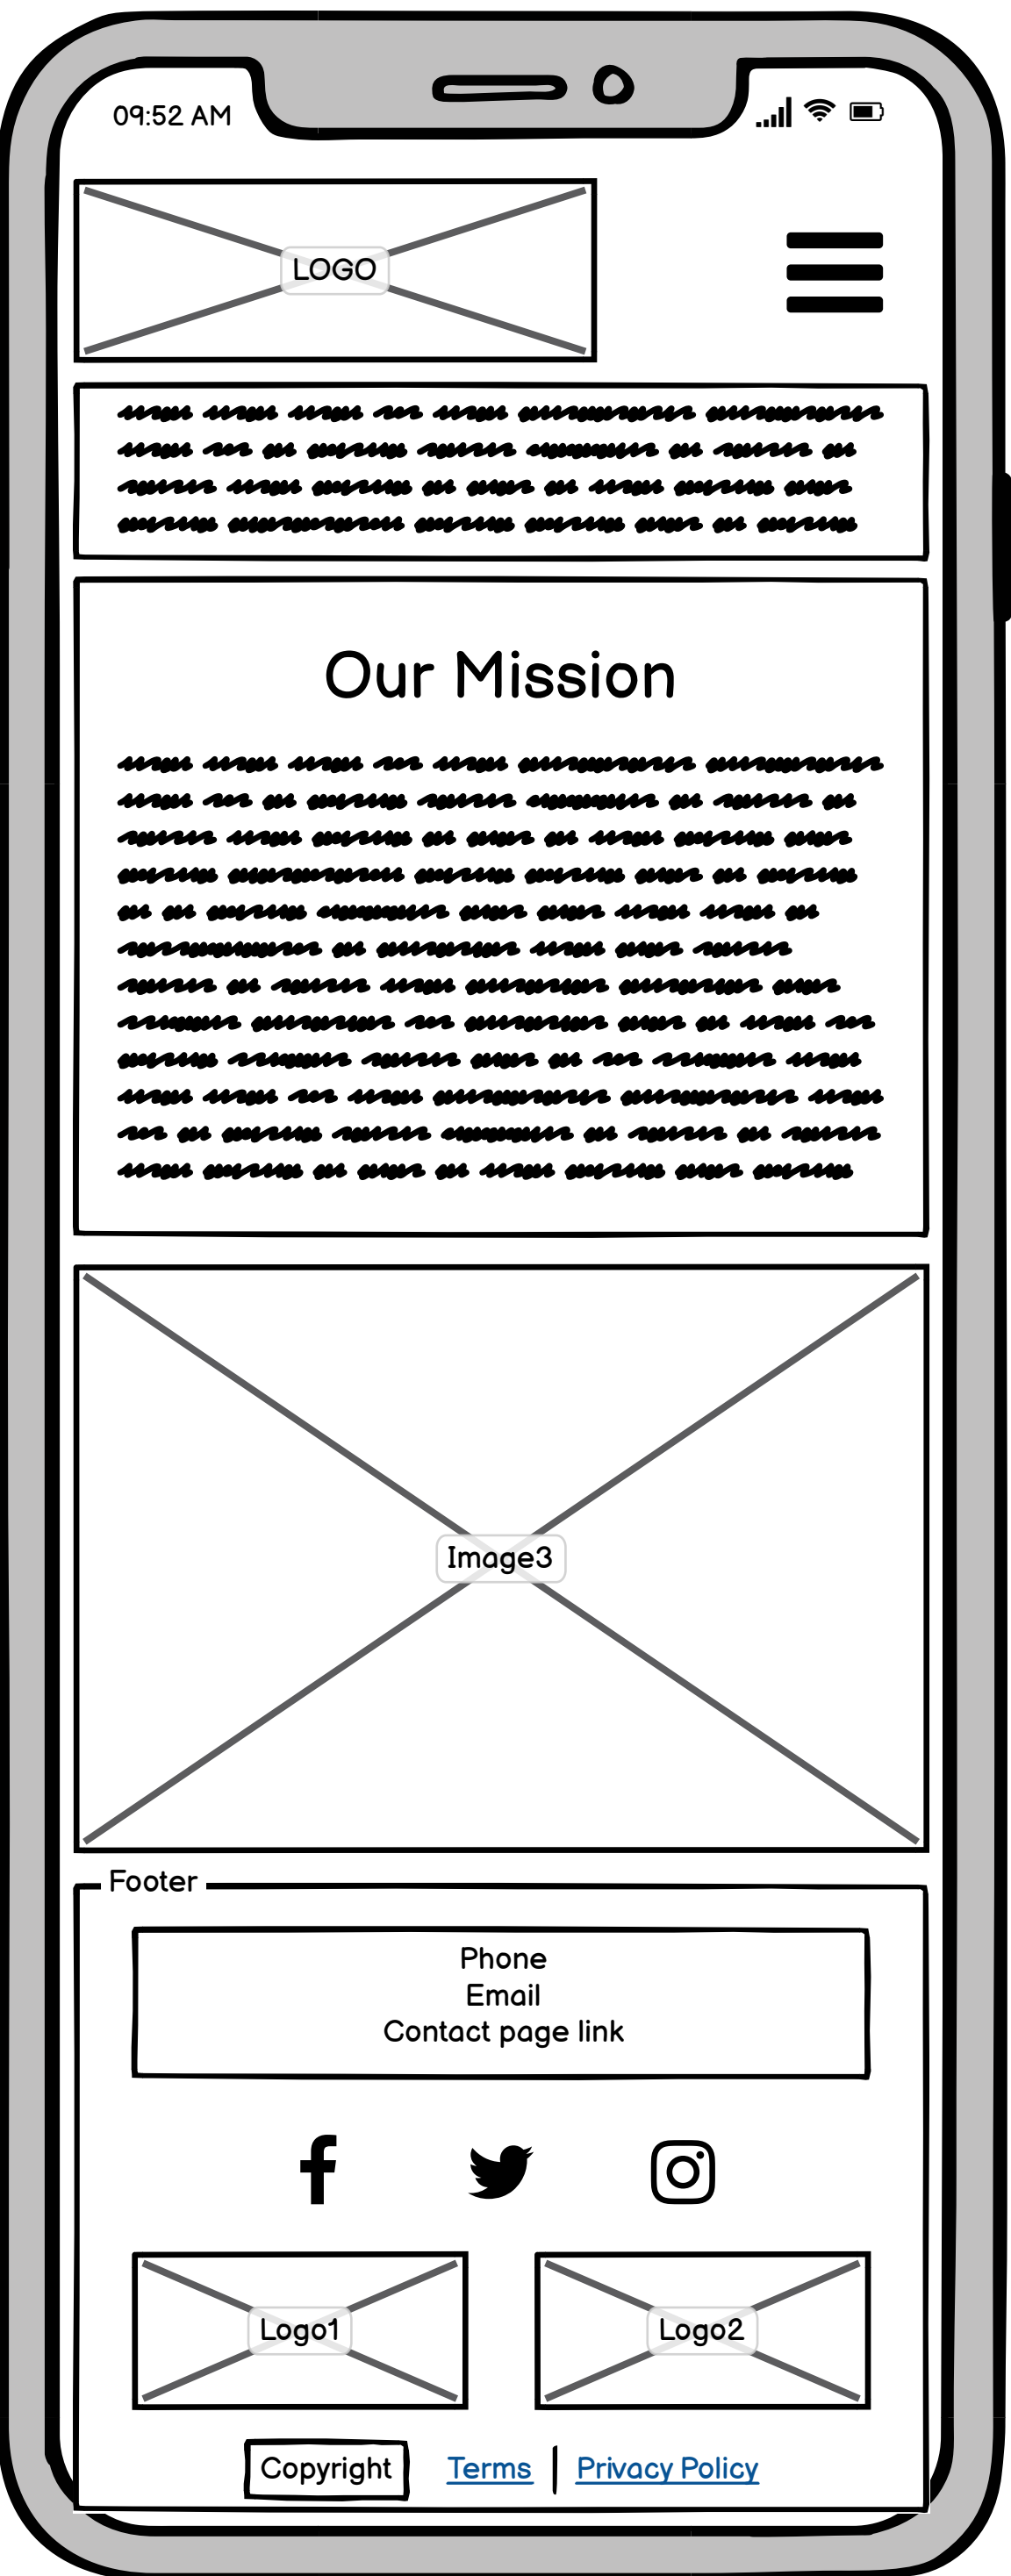 09:52 AM
LOGO
Our Mission
Image3
Footer
Phone
Email
Contact page link
Logo1
Logo2
Copyright
Terms | Privacy Policy